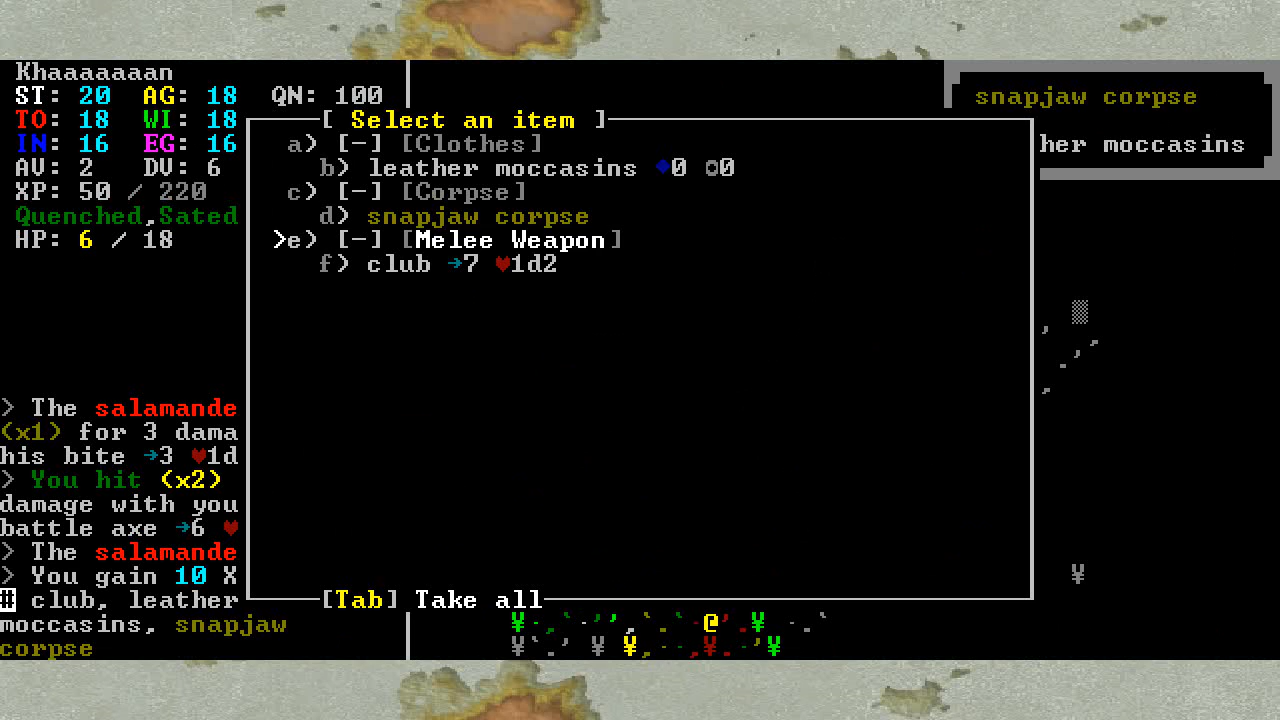 Khaaaaaaan
ST: 20 AG: 18 QN: 100
TO: 18 WI: 18
IN: 16 EG: 16
AV: 2 DV: 6
XP: 50 / 220
Quenched,Sated
HP: 6 / 18
[ Select an item ]
a) [-] [Clothes]
b) leather moccasins ♦0 ◘0
c) [-] [Corpse]
d) snapjaw corpse
>e) [-] [Melee Weapon]
f) club →7 ♥1d2
[Tab] Take all
snapjaw corpse
her moccasins
> The salamande
(x1) for 3 dama
his bite →3 ♥1d
> You hit (x2)
damage with you
battle axe →6 ♥
> The salamande
> You gain 10 X
# club, leather
moccasins, snapjaw
corpse